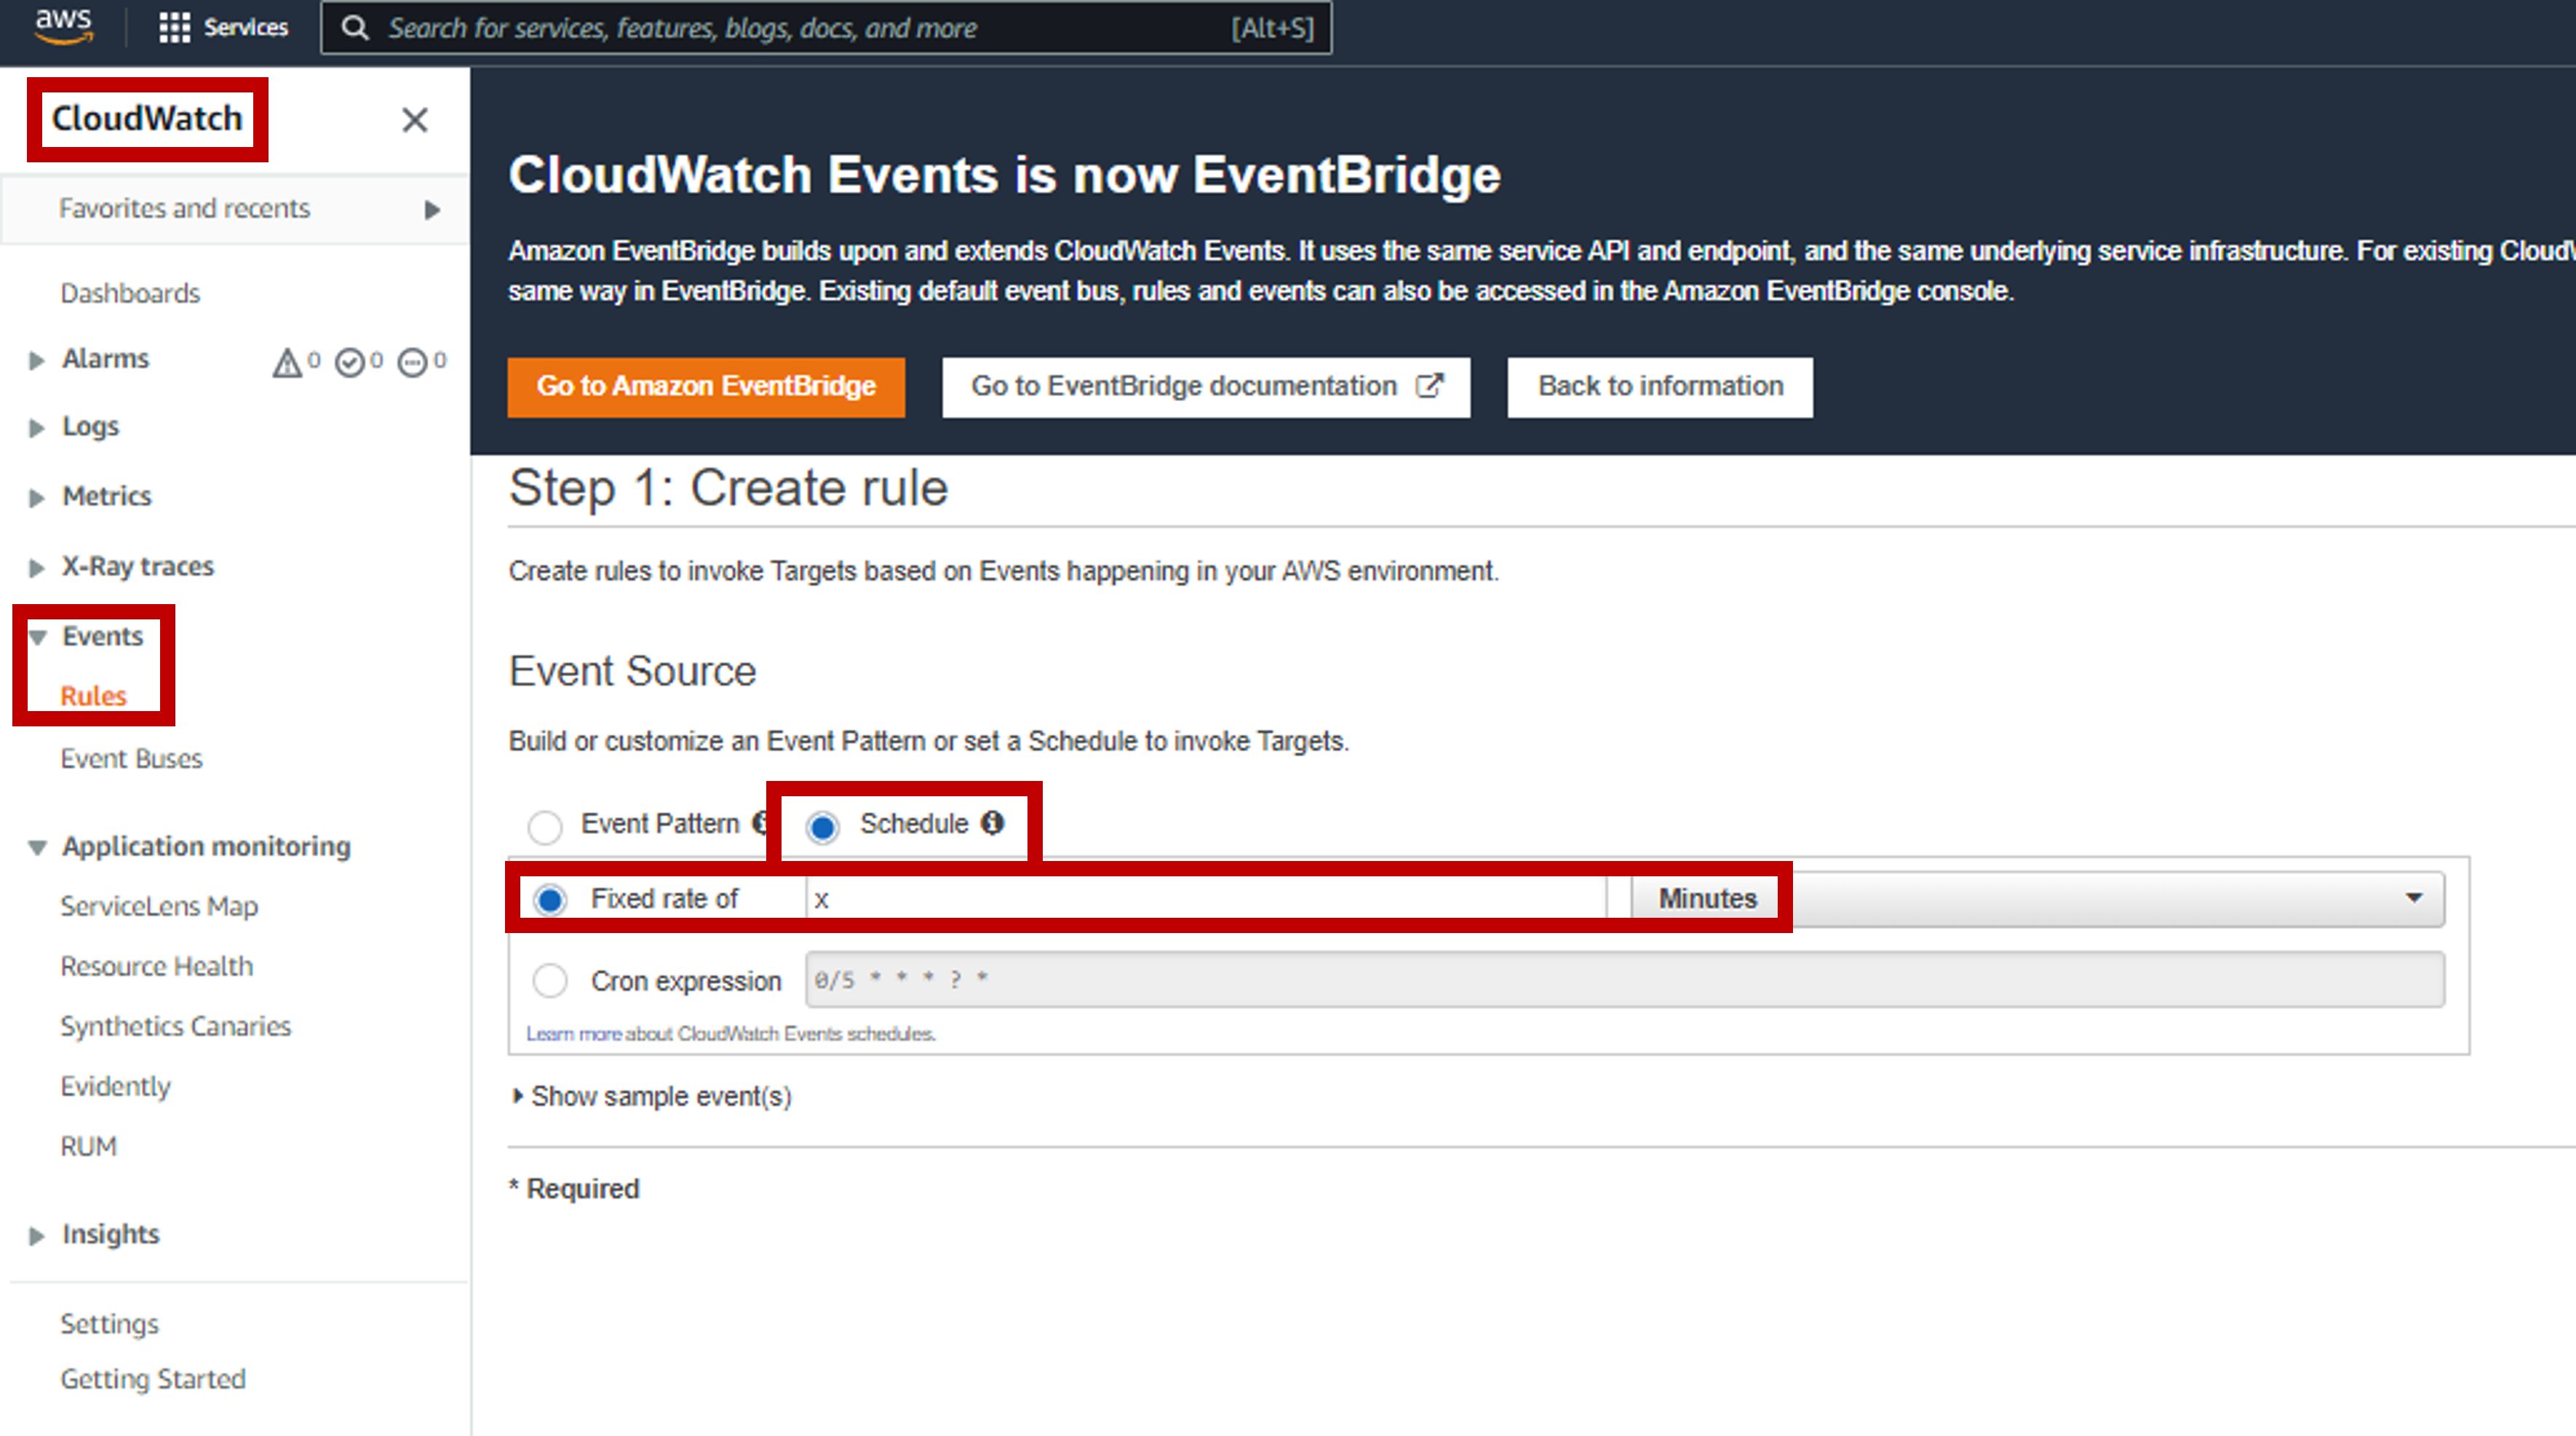 aws
Services
Search for services, features, blogs, docs, and more
[Alt+S]
CloudWatch
Favorites and recents
Dashboards
Alarms 0 0 0
Logs
Metrics
X-Ray traces
Events
Rules
Event Buses
Application monitoring
ServiceLens Map
Resource Health
Synthetics Canaries
Evidently
RUM
Insights
Settings
Getting Started
CloudWatch Events is now EventBridge
Amazon EventBridge builds upon and extends CloudWatch Events. It uses the same service API and endpoint, and the same underlying service infrastructure. For existing
same way in EventBridge. Existing default event bus, rules and events can also be accessed in the Amazon EventBridge console.
Go to Amazon EventBridge
Go to EventBridge documentation
Back to information
Step 1: Create rule
Create rules to invoke Targets based on Events happening in your AWS environment.
Event Source
Build or customize an Event Pattern or set a Schedule to invoke Targets.
Event Pattern
Schedule
Fixed rate of x Minutes
Cron expression 0/5 * * * ? *
Learn more about CloudWatch Events schedules.
Show sample event(s)
* Required